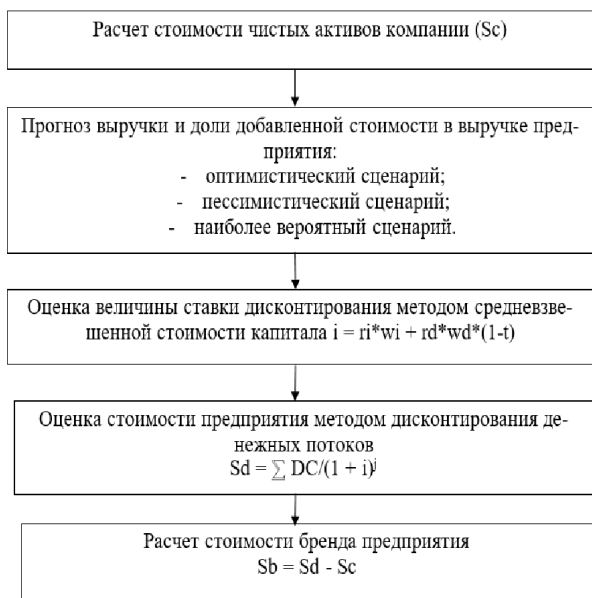 Расчет стоимости чистых активов компании (Sc)
Прогноз выручки и доли добавленной стоимости в выручке пред-
приятия:
- оптимистический сценарий;
- пессимистический сценарий;
- наиболее вероятный сценарий.
Оценка величины ставки дисконтирования методом средневзве-
шенной стоимости капитала i = ri*wi + rd*wd*(1-t)
Оценка стоимости предприятия методом дисконтирования де-
нежных потоков
Sd = ∑ DC/(1 + i)ʲ
Расчет стоимости бренда предприятия
Sb = Sd - Sc